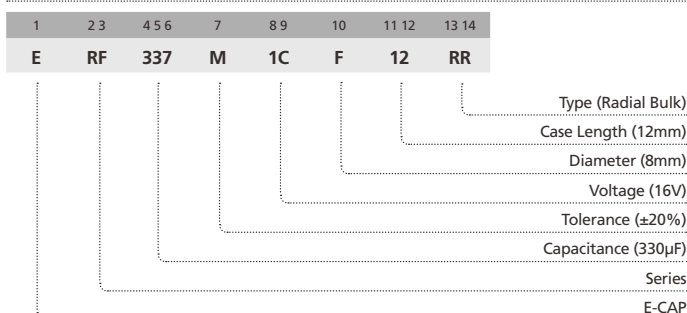 1 2 3 4 5 6 7 8 9 10 11 12 13 14
E RF 337 M 1C F 12 RR
Type (Radial Bulk)
Case Length (12mm)
Diameter (8mm)
Voltage (16V)
Tolerance (±20%)
Capacitance (330µF)
Series
E-CAP